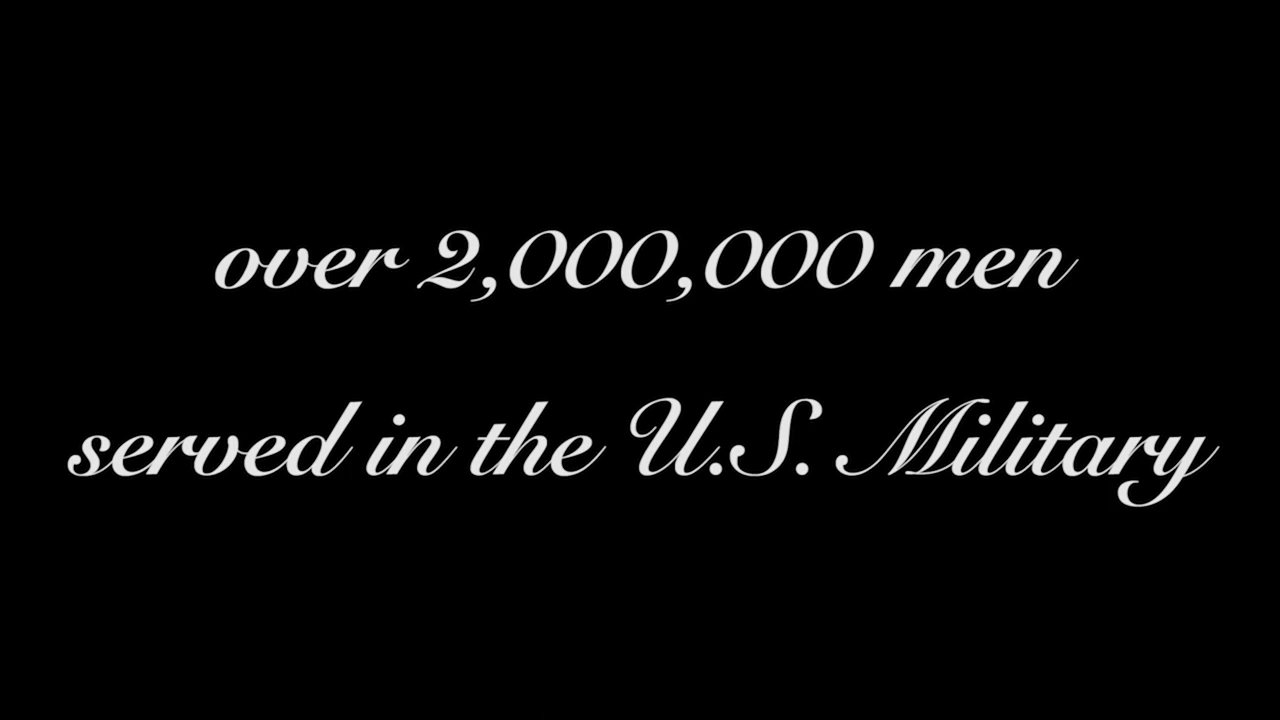 over 2,000,000 men
served in the U.S. Military